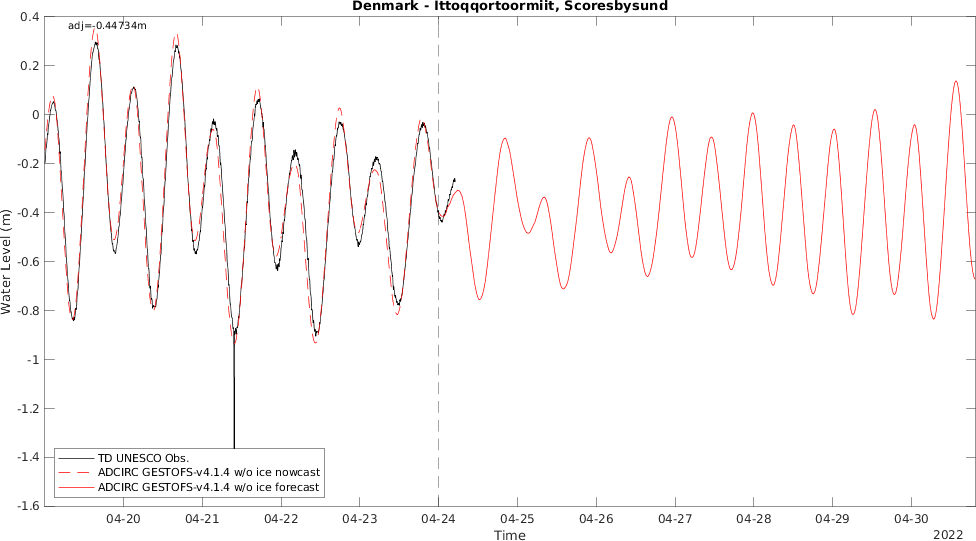 Denmark - Ittoqqortoormiit, Scoresbysund
adj=-0.44734m
0.4
0.2
0
-0.2
-0.4
-0.6
-0.8
-1
-1.2
-1.4
-1.6
Water Level (m)
TD UNESCO Obs.
ADCIRC GESTOFS-v4.1.4 w/o ice nowcast
ADCIRC GESTOFS-v4.1.4 w/o ice forecast
04-20 04-21 04-22 04-23 04-24 04-25 04-26 04-27 04-28 04-29 04-30
Time
2022